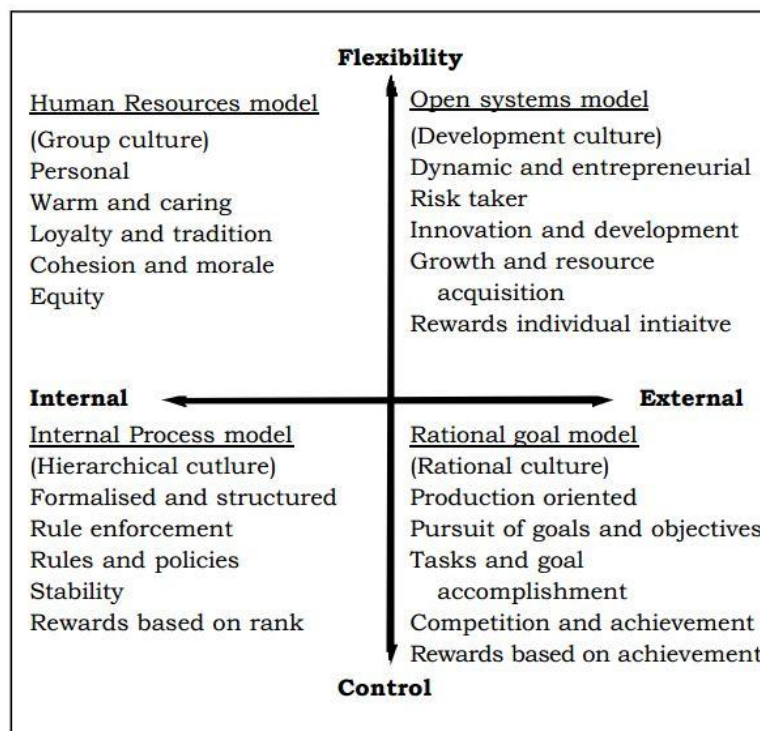 Flexibility
Human Resources model
(Group culture)
Personal
Warm and caring
Loyalty and tradition
Cohesion and morale
Equity
Open systems model
(Development culture)
Dynamic and entrepreneurial
Risk taker
Innovation and development
Growth and resource
acquisition
Rewards individual intiaitve
Internal
External
Internal Process model
(Hierarchical cutlure)
Formalised and structured
Rule enforcement
Rules and policies
Stability
Rewards based on rank
Rational goal model
(Rational culture)
Production oriented
Pursuit of goals and objectives
Tasks and goal
accomplishment
Competition and achievement
Rewards based on achievement
Control